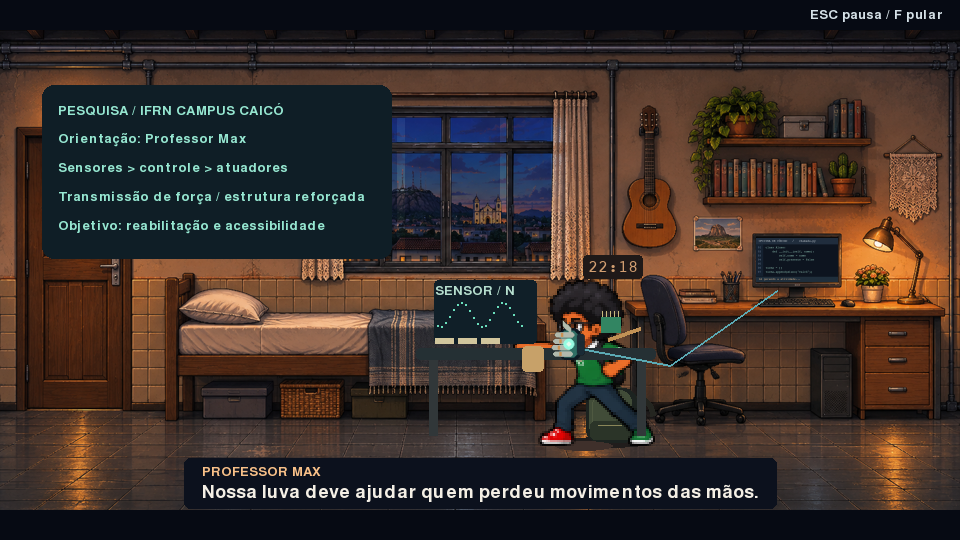 ESC pausa / F pular
PESQUISA / IFRN CAMPUS CAICÓ
Orientação: Professor Max
Sensores > controle > atuadores
Transmissão de força / estrutura reforçada
Objetivo: reabilitação e acessibilidade
22:18
SENSOR / N
PROFESSOR MAX
Nossa luva deve ajudar quem perdeu movimentos das mãos.